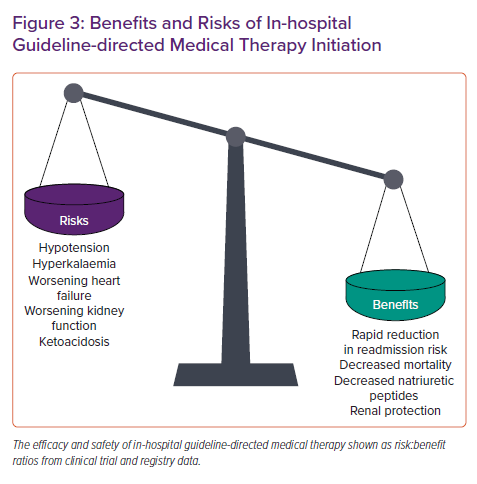 Figure 3: Benefits and Risks of In-hospital
Guideline-directed Medical Therapy Initiation
Risks
Hypotension
Hyperkalaemia
Worsening heart
failure
Worsening kidney
function
Ketoacidosis
Benefits
Rapid reduction
in readmission risk
Decreased mortality
Decreased natriuretic
peptides
Renal protection
The efficacy and safety of in-hospital guideline-directed medical therapy shown as risk:benefit
ratios from clinical trial and registry data.